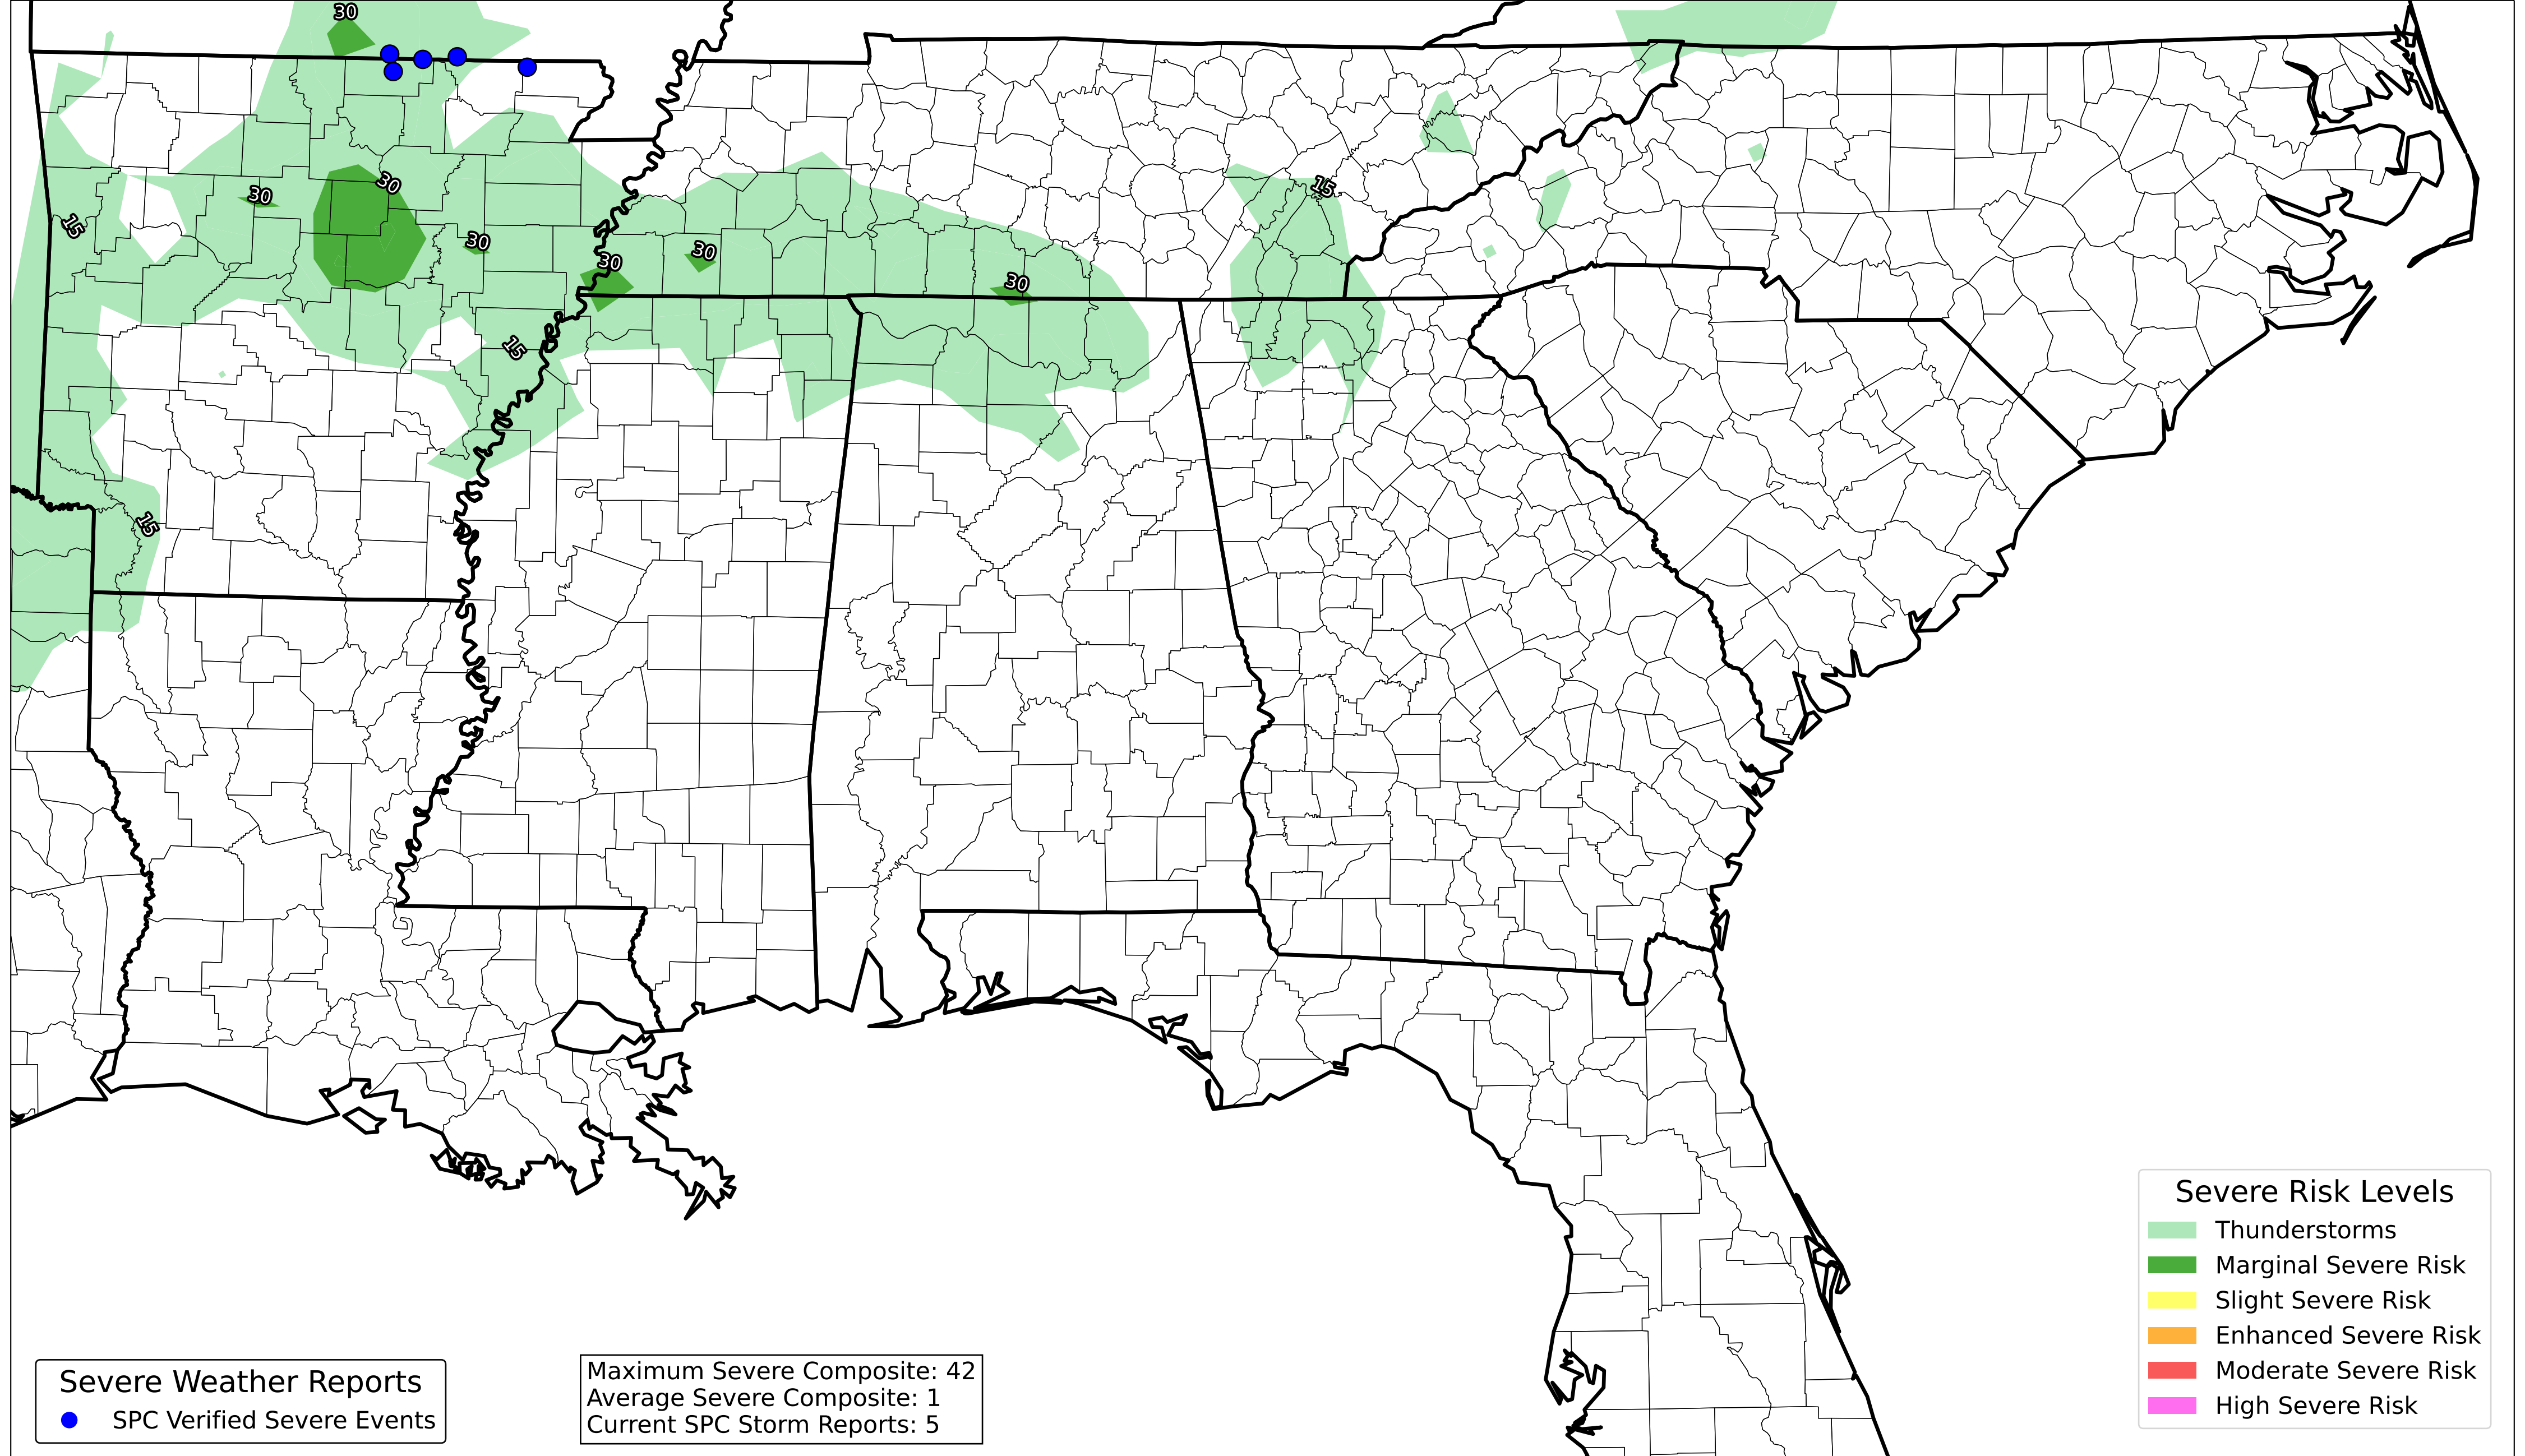 30
30
30
15
15
30
30
30
30
15
15
Severe Risk Levels
Thunderstorms
Marginal Severe Risk
Slight Severe Risk
Enhanced Severe Risk
Moderate Severe Risk
High Severe Risk
Severe Weather Reports
SPC Verified Severe Events
Maximum Severe Composite: 42
Average Severe Composite: 1
Current SPC Storm Reports: 5